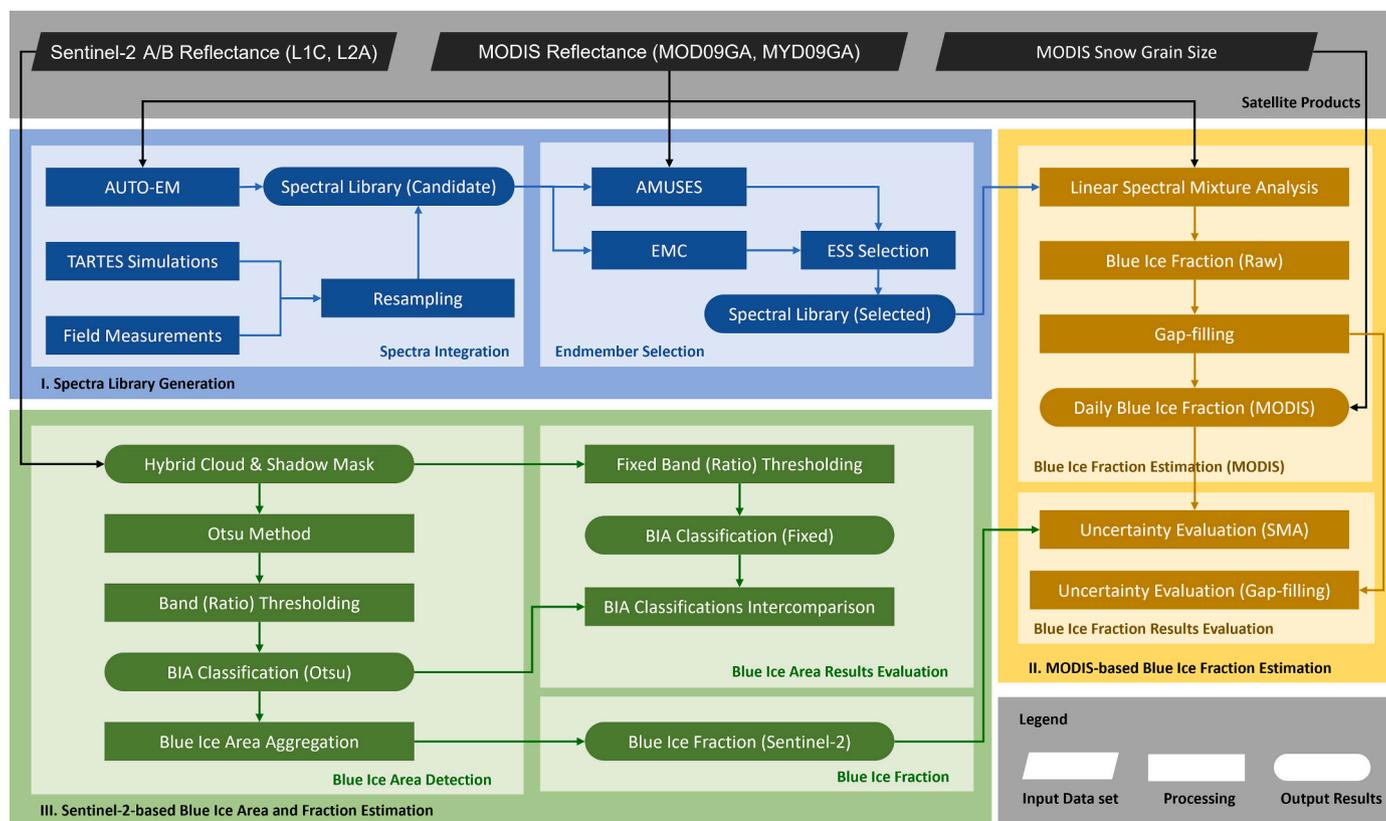 Sentinel-2 A/B Reflectance (L1C, L2A)
MODIS Reflectance (MOD09GA, MYD09GA)
MODIS Snow Grain Size
Satellite Products
AUTO-EM
Spectral Library (Candidate)
TARTES Simulations
Resampling
Field Measurements
Spectra Integration
AMUSES
EMC
ESS Selection
Spectral Library (Selected)
Endmember Selection
I. Spectra Library Generation
Linear Spectral Mixture Analysis
Blue Ice Fraction (Raw)
Gap-filling
Daily Blue Ice Fraction (MODIS)
Blue Ice Fraction Estimation (MODIS)
Uncertainty Evaluation (SMA)
Uncertainty Evaluation (Gap-filling)
Blue Ice Fraction Results Evaluation
II. MODIS-based Blue Ice Fraction Estimation
Hybrid Cloud & Shadow Mask
Otsu Method
Band (Ratio) Thresholding
BIA Classification (Otsu)
Blue Ice Area Aggregation
Blue Ice Area Detection
Fixed Band (Ratio) Thresholding
BIA Classification (Fixed)
BIA Classifications Intercomparison
Blue Ice Area Results Evaluation
Blue Ice Fraction (Sentinel-2)
Blue Ice Fraction
III. Sentinel-2-based Blue Ice Area and Fraction Estimation
Legend
Input Data set
Processing
Output Results